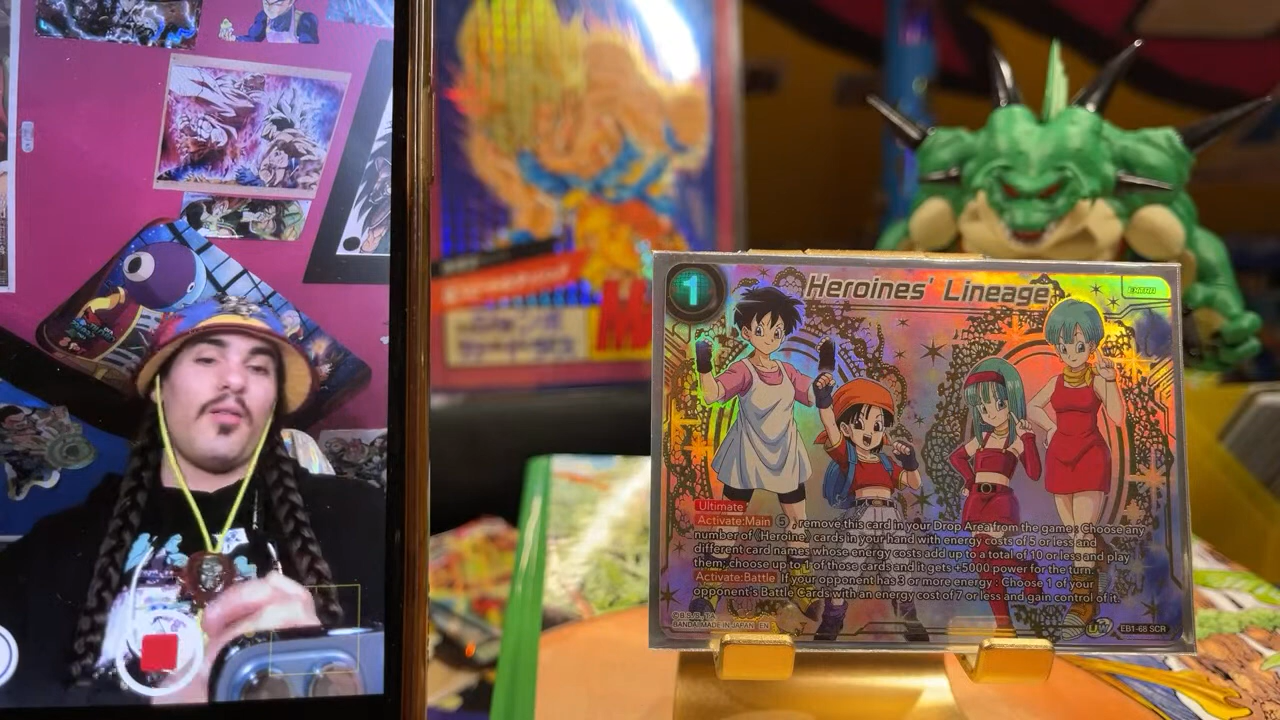 1
Heroines' Lineage
EXTRA
Ultimate
Activate:Main 6 , remove this card in your Drop Area from the game : Choose any
number of 《Heroine》 cards in your hand with energy costs of 5 or less and
different card names whose energy costs add up to a total of 10 or less and play
them; choose up to 1 of those cards and it gets +5000 power for the turn.
Activate:Battle If your opponent has 3 or more energy : Choose 1 of your
opponent's Battle Cards with an energy cost of 7 or less and gain control of it.
BANDAI MADE IN JAPAN EN
UW
EB1-68 SCR